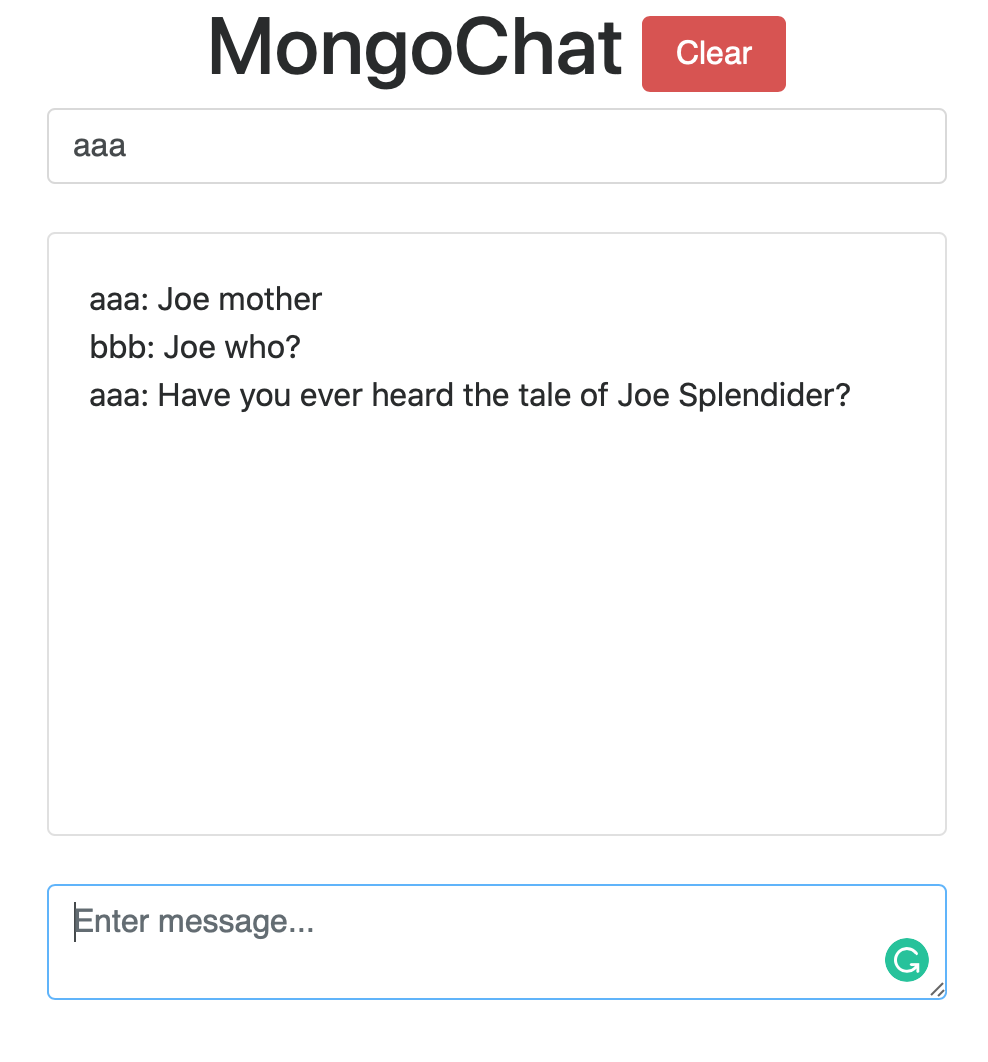 MongoChat Clear
aaa
aaa: Joe mother
bbb: Joe who?
aaa: Have you ever heard the tale of Joe Splendider?
Enter message...